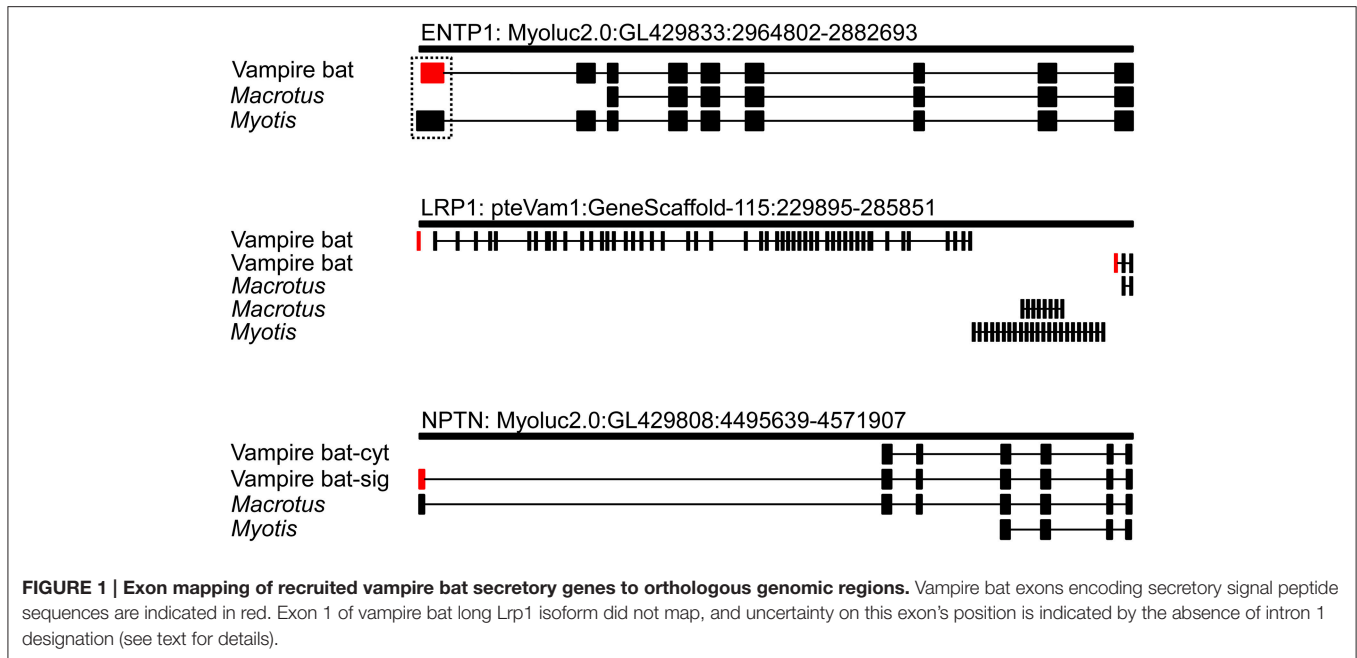 ENTP1: Myoluc2.0:GL429833:2964802-2882693
Vampire bat
Macrotus
Myotis
LRP1: pteVam1:GeneScaffold-115:229895-285851
Vampire bat
Vampire bat
Macrotus
Macrotus
Myotis
NPTN: Myoluc2.0:GL429808:4495639-4571907
Vampire bat-cyt
Vampire bat-sig
Macrotus
Myotis
FIGURE 1 | Exon mapping of recruited vampire bat secretory genes to orthologous genomic regions. Vampire bat exons encoding secretory signal peptide
sequences are indicated in red. Exon 1 of vampire bat long Lrp1 isoform did not map, and uncertainty on this exon's position is indicated by the absence of intron 1
designation (see text for details).